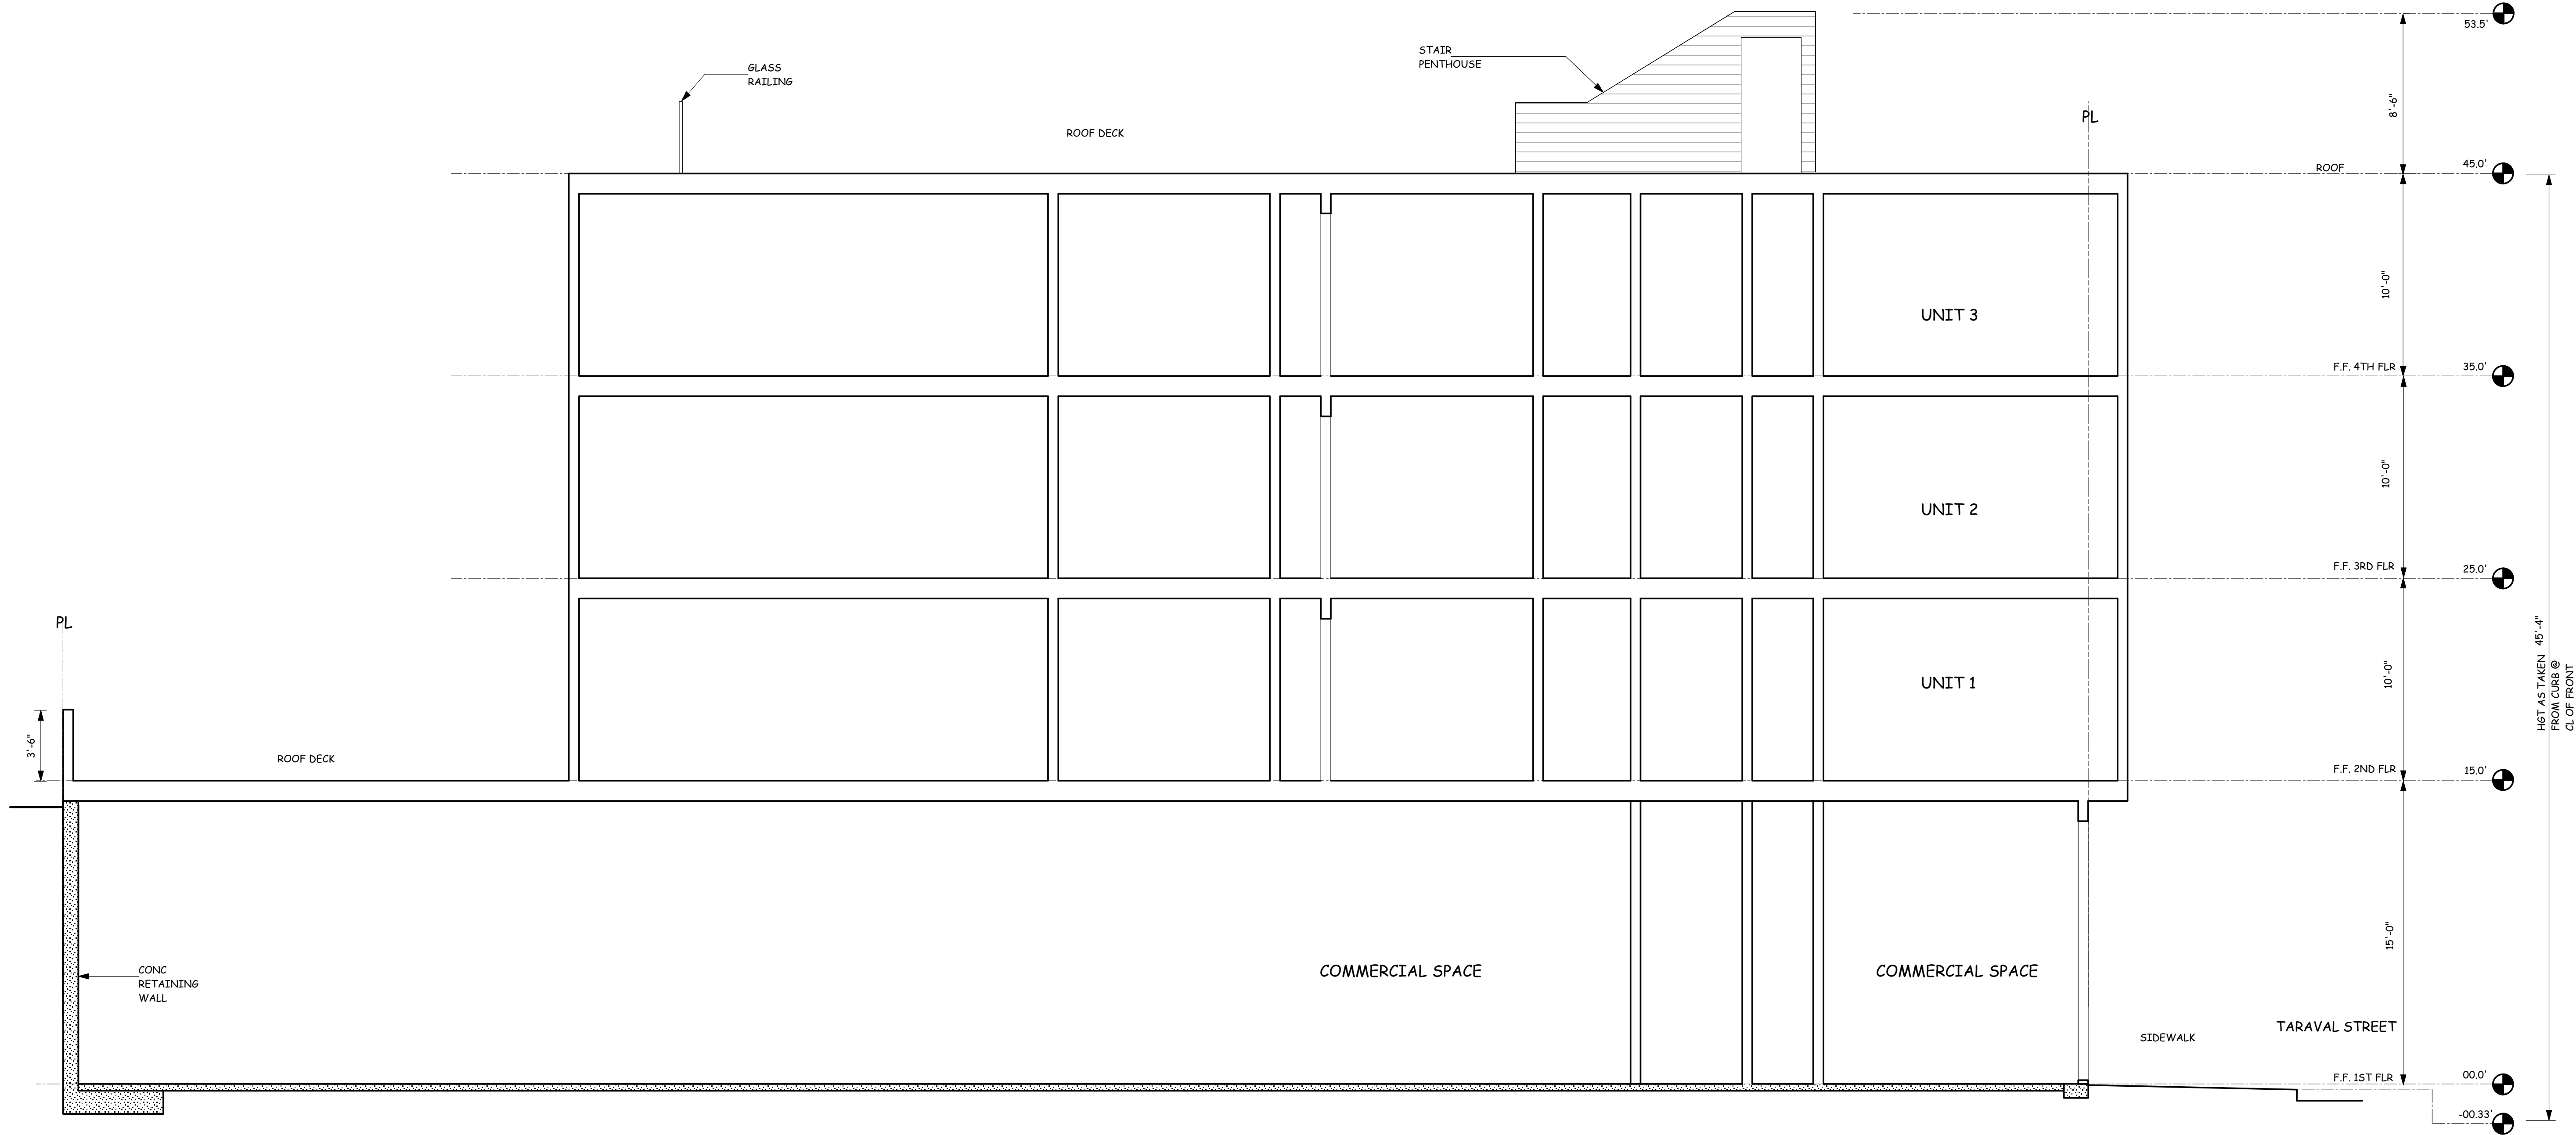 53.5'
STAIR
PENTHOUSE
GLASS
RAILING
8'-6"
PL
ROOF DECK
ROOF
45.0'
10'-0"
UNIT 3
F.F. 4TH FLR
35.0'
10'-0"
UNIT 2
F.F. 3RD FLR
25.0'
PL
10'-0"
UNIT 1
HGT AS TAKEN 45'-4"
FROM CURB @
CL OF FRONT
3'-6"
ROOF DECK
F.F. 2ND FLR
15.0'
15'-0"
CONC
RETAINING
WALL
COMMERCIAL SPACE
COMMERCIAL SPACE
TARAVAL STREET
SIDEWALK
F.F. 1ST FLR
00.0'
-00.33'